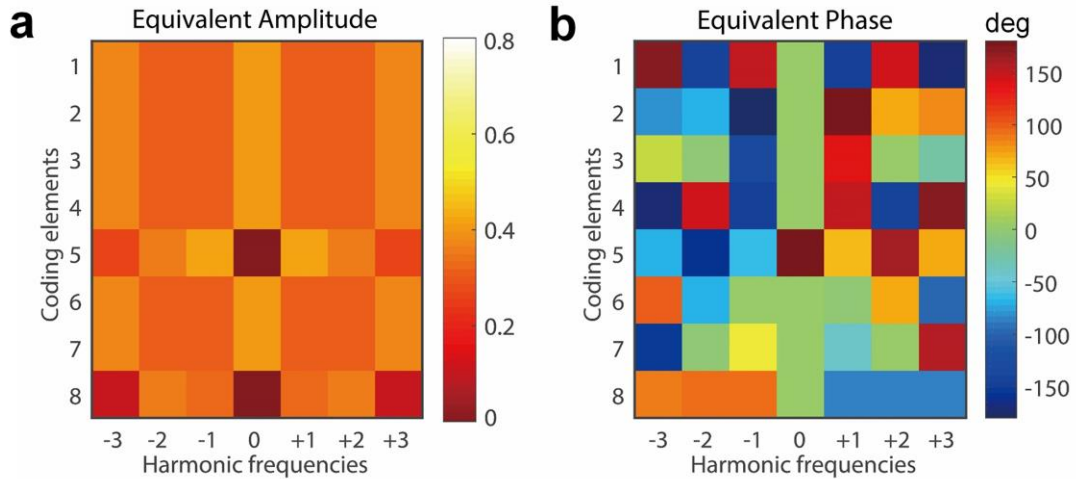 a
Equivalent Amplitude
Coding elements
1
2
3
4
5
6
7
8
-3 -2 -1 0 +1 +2 +3
Harmonic frequencies
0.8
0.6
0.4
0.2
0
b
Equivalent Phase
deg
Coding elements
1
2
3
4
5
6
7
8
-3 -2 -1 0 +1 +2 +3
Harmonic frequencies
150
100
50
0
-50
-100
-150